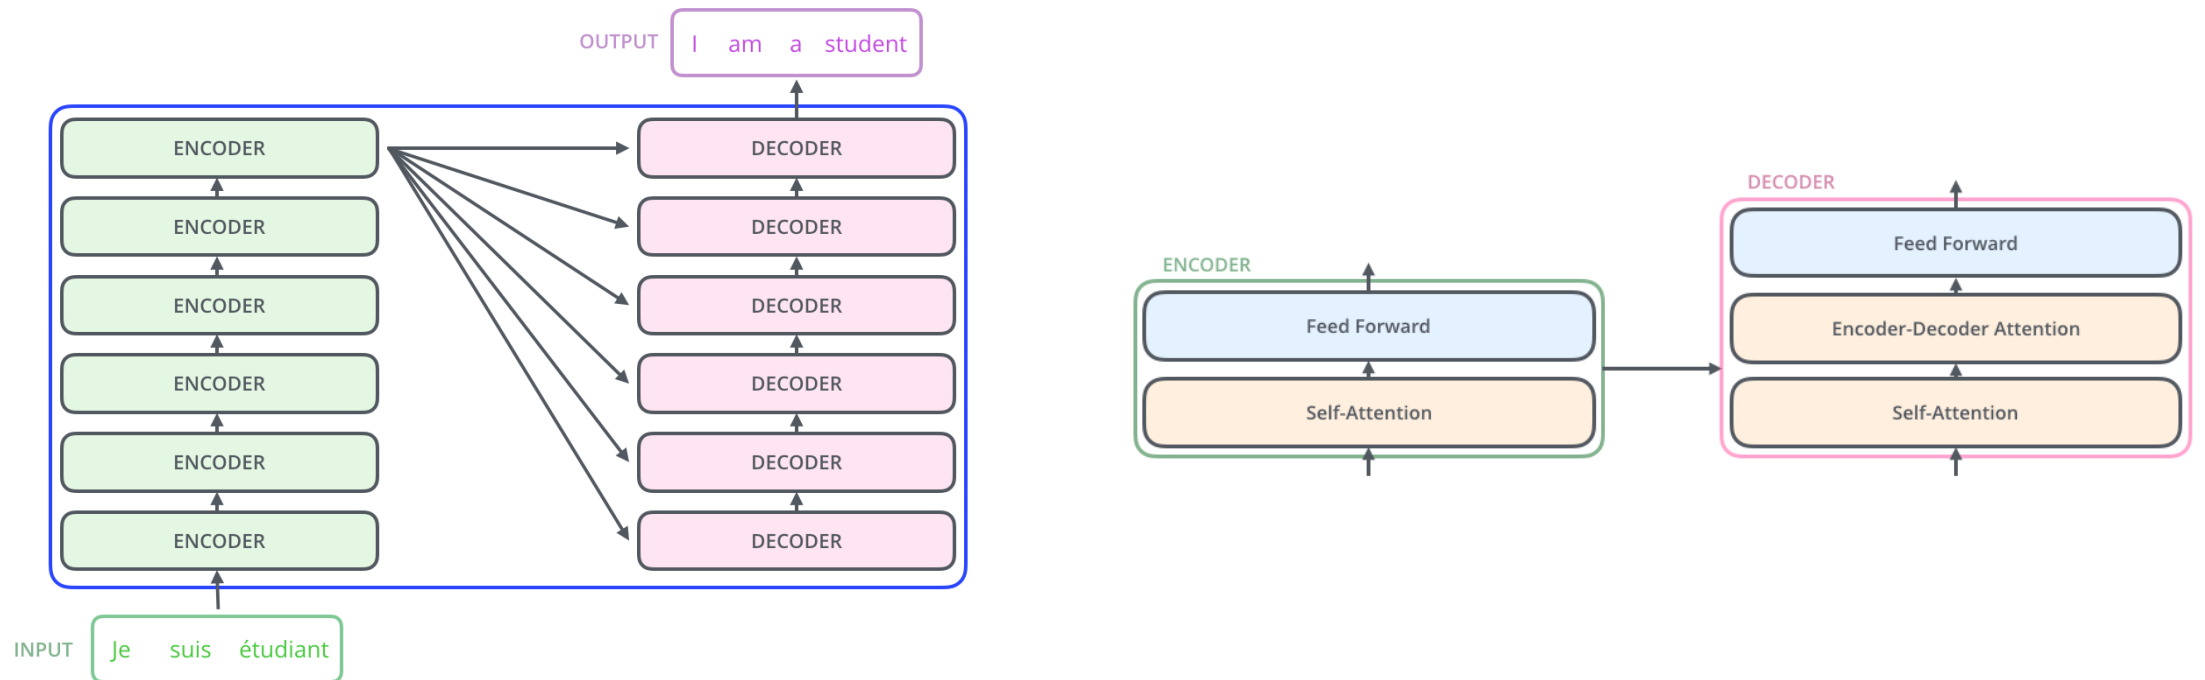 OUTPUT
I am a student
ENCODER
ENCODER
ENCODER
ENCODER
ENCODER
ENCODER
DECODER
DECODER
DECODER
DECODER
DECODER
DECODER
INPUT
Je suis étudiant
ENCODER
Feed Forward
Self-Attention
DECODER
Feed Forward
Encoder-Decoder Attention
Self-Attention